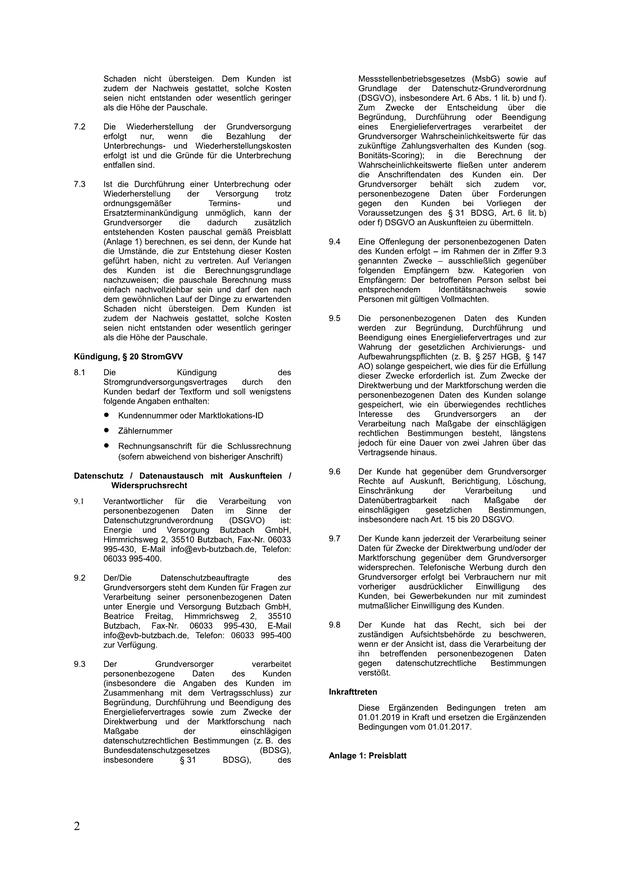 Schaden nicht übersteigen. Dem Kunden ist
zudem der Nachweis gestattet, solche Kosten
seien nicht entstanden oder wesentlich geringer
als die Höhe der Pauschale.
7.2 Die Wiederherstellung der Grundversorgung
erfolgt nur, wenn die Bezahlung der
Unterbrechungs- und Wiederherstellungskosten
erfolgt ist und die Gründe für die Unterbrechung
entfallen sind.
7.3 Ist die Durchführung einer Unterbrechung oder
Wiederherstellung der Versorgung trotz
ordnungsgemäßer Termins- und
Ersatzterminankündigung unmöglich, kann der
Grundversorger die dadurch zusätzlich
entstehenden Kosten pauschal gemäß Preisblatt
(Anlage 1) berechnen, es sei denn, der Kunde hat
die Umstände, die zur Entstehung dieser Kosten
geführt haben, nicht zu vertreten. Auf Verlangen
des Kunden ist die Berechnungsgrundlage
nachzuweisen; die pauschale Berechnung muss
einfach nachvollziehbar sein und darf den nach
dem gewöhnlichen Lauf der Dinge zu erwartenden
Schaden nicht übersteigen. Dem Kunden ist
zudem der Nachweis gestattet, solche Kosten
seien nicht entstanden oder wesentlich geringer
als die Höhe der Pauschale.
Kündigung, § 20 StromGVV
8.1 Die Kündigung des
Stromgrundversorgungsvertrages durch den
Kunden bedarf der Textform und soll wenigstens
folgende Angaben enthalten:
• Kundennummer oder Marktlokations-ID
• Zählernummer
• Rechnungsanschrift für die Schlussrechnung
(sofern abweichend von bisheriger Anschrift)
Datenschutz / Datenaustausch mit Auskunfteien /
Widerspruchsrecht
9.1 Verantwortlicher für die Verarbeitung von
personenbezogenen Daten im Sinne der
Datenschutzgrundverordnung (DSGVO) ist:
Energie und Versorgung Butzbach GmbH,
Himmrichsweg 2, 35510 Butzbach, Fax-Nr. 06033
995-430, E-Mail info@evb-butzbach.de, Telefon:
06033 995-400.
9.2 Der/Die Datenschutzbeauftragte des
Grundversorgers steht dem Kunden für Fragen zur
Verarbeitung seiner personenbezogenen Daten
unter Energie und Versorgung Butzbach GmbH,
Beatrice Freitag, Himmrichsweg 2, 35510
Butzbach, Fax-Nr. 06033 995-430, E-Mail
info@evb-butzbach.de, Telefon: 06033 995-400
zur Verfügung.
9.3 Der Grundversorger verarbeitet
personenbezogene Daten des Kunden
(insbesondere die Angaben des Kunden im
Zusammenhang mit dem Vertragsschluss) zur
Begründung, Durchführung und Beendigung des
Energieliefervertrages sowie zum Zwecke der
Direktwerbung und der Marktforschung nach
Maßgabe der einschlägigen
datenschutzrechtlichen Bestimmungen (z. B. des
Bundesdatenschutzgesetzes (BDSG),
insbesondere § 31 BDSG), des
Messstellenbetriebsgesetzes (MsbG) sowie auf
Grundlage der Datenschutz-Grundverordnung
(DSGVO), insbesondere Art. 6 Abs. 1 lit. b) und f).
Zum Zwecke der Entscheidung über die
Begründung, Durchführung oder Beendigung
eines Energieliefervertrages verarbeitet der
Grundversorger Wahrscheinlichkeitswerte für das
zukünftige Zahlungsverhalten des Kunden (sog.
Bonitäts-Scoring); in die Berechnung der
Wahrscheinlichkeitswerte fließen unter anderem
die Anschriftendaten des Kunden ein. Der
Grundversorger behält sich zudem vor,
personenbezogene Daten über Forderungen
gegen den Kunden bei Vorliegen der
Voraussetzungen des § 31 BDSG, Art. 6 lit. b)
oder f) DSGVO an Auskunfteien zu übermitteln.
9.4 Eine Offenlegung der personenbezogenen Daten
des Kunden erfolgt – im Rahmen der in Ziffer 9.3
genannten Zwecke – ausschließlich gegenüber
folgenden Empfängern bzw. Kategorien von
Empfängern: Der betroffenen Person selbst bei
entsprechendem Identitätsnachweis sowie
Personen mit gültigen Vollmachten.
9.5 Die personenbezogenen Daten des Kunden
werden zur Begründung, Durchführung und
Beendigung eines Energieliefervertrages und zur
Wahrung der gesetzlichen Archivierungs- und
Aufbewahrungspflichten (z. B. § 257 HGB, § 147
AO) solange gespeichert, wie dies für die Erfüllung
dieser Zwecke erforderlich ist. Zum Zwecke der
Direktwerbung und der Marktforschung werden die
personenbezogenen Daten des Kunden solange
gespeichert, wie ein überwiegendes rechtliches
Interesse des Grundversorgers an der
Verarbeitung nach Maßgabe der einschlägigen
rechtlichen Bestimmungen besteht, längstens
jedoch für eine Dauer von zwei Jahren über das
Vertragsende hinaus.
9.6 Der Kunde hat gegenüber dem Grundversorger
Rechte auf Auskunft, Berichtigung, Löschung,
Einschränkung der Verarbeitung und
Datenübertragbarkeit nach Maßgabe der
einschlägigen gesetzlichen Bestimmungen,
insbesondere nach Art. 15 bis 20 DSGVO.
9.7 Der Kunde kann jederzeit der Verarbeitung seiner
Daten für Zwecke der Direktwerbung und/oder der
Marktforschung gegenüber dem Grundversorger
widersprechen. Telefonische Werbung durch den
Grundversorger erfolgt bei Verbrauchern nur mit
vorheriger ausdrücklicher Einwilligung des
Kunden, bei Gewerbekunden nur mit zumindest
mutmaßlicher Einwilligung des Kunden.
9.8 Der Kunde hat das Recht, sich bei der
zuständigen Aufsichtsbehörde zu beschweren,
wenn er der Ansicht ist, dass die Verarbeitung der
ihn betreffenden personenbezogenen Daten
gegen datenschutzrechtliche Bestimmungen
verstößt.
Inkrafttreten
Diese Ergänzenden Bedingungen treten am
01.01.2019 in Kraft und ersetzen die Ergänzenden
Bedingungen vom 01.01.2017.
Anlage 1: Preisblatt
2